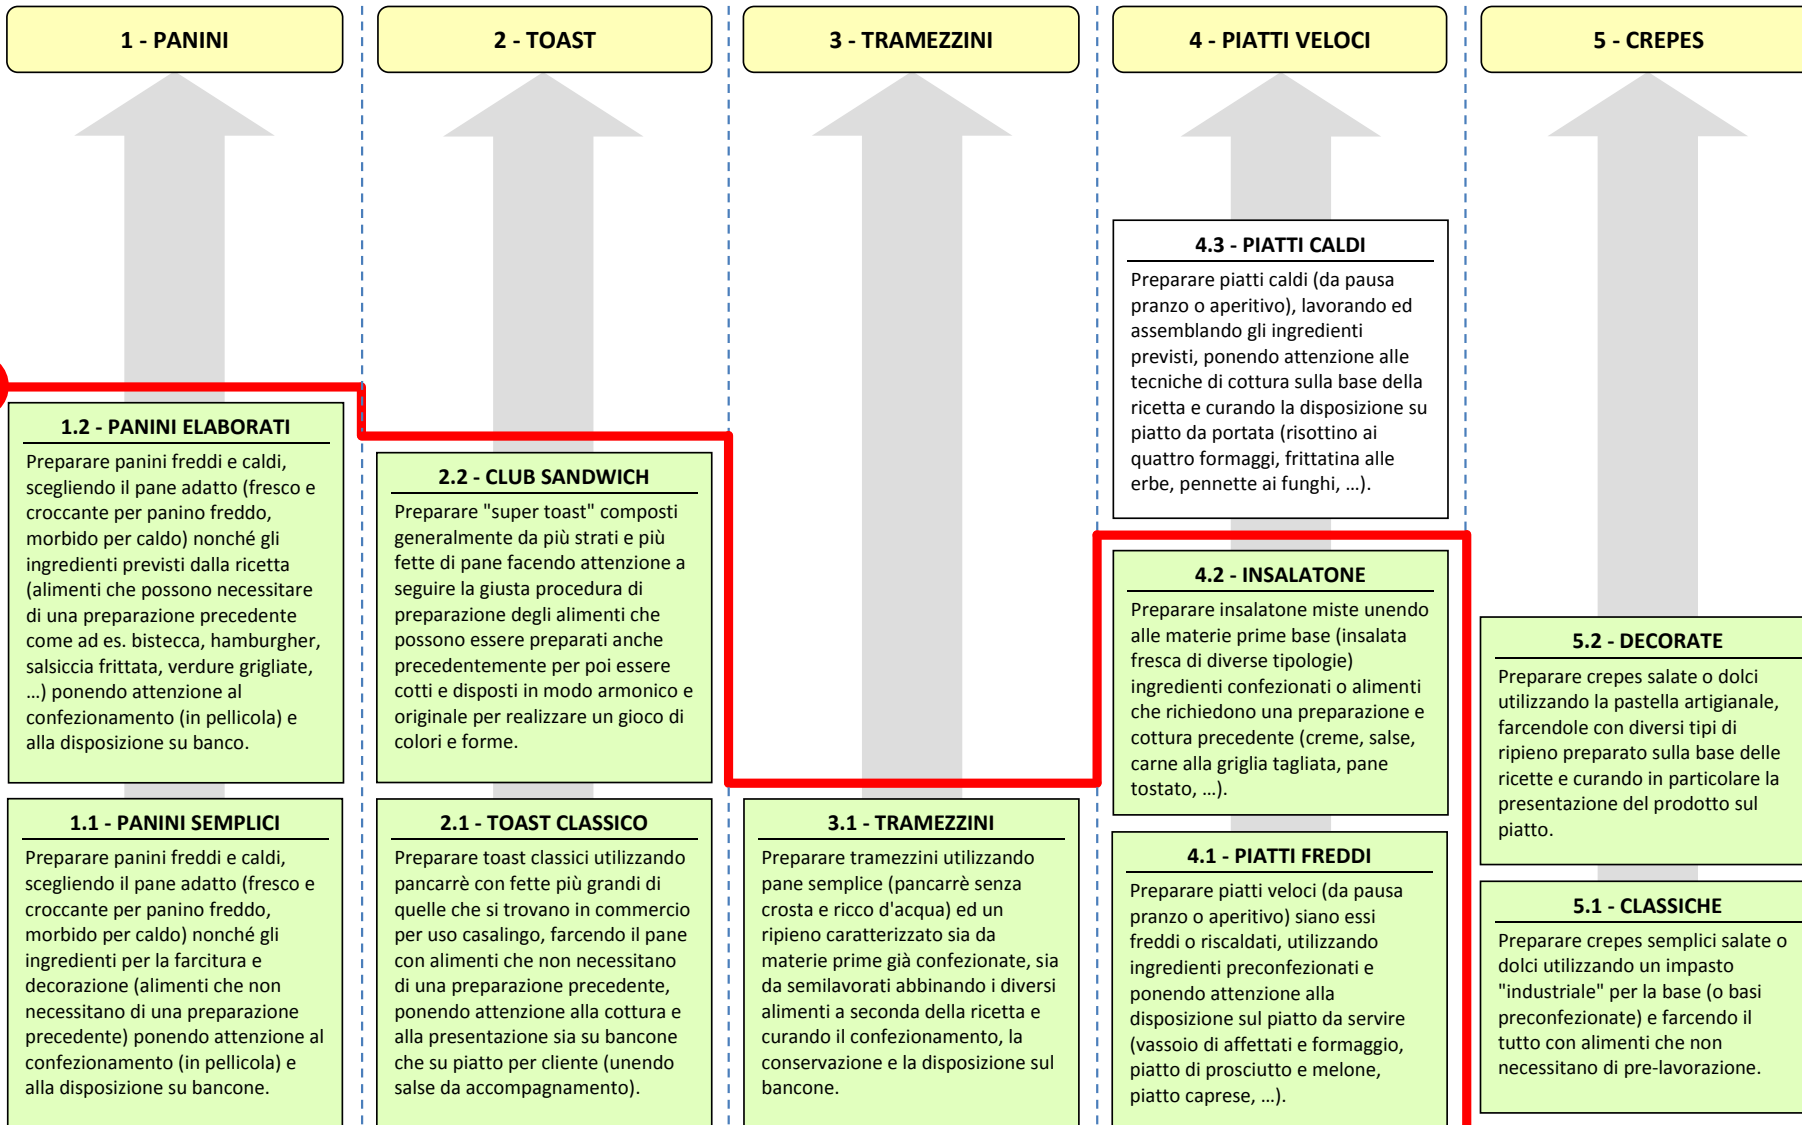 1 - PANINI
2 - TOAST
3 - TRAMEZZINI
4 - PIATTI VELOCI
5 - CREPES
1.2 - PANINI ELABORATI
Preparare panini freddi e caldi,
scegliendo il pane adatto (fresco e
croccante per panino freddo,
morbido per caldo) nonché gli
ingredienti previsti dalla ricetta
(alimenti che possono necessitare
di una preparazione precedente
come ad es. bistecca, hamburgher,
salsiccia frittata, verdure grigliate,
…) ponendo attenzione al
confezionamento (in pellicola) e
alla disposizione su banco.
1.1 - PANINI SEMPLICI
Preparare panini freddi e caldi,
scegliendo il pane adatto (fresco e
croccante per panino freddo,
morbido per caldo) nonché gli
ingredienti per la farcitura e
decorazione (alimenti che non
necessitano di una preparazione
precedente) ponendo attenzione al
confezionamento (in pellicola) e
alla disposizione su bancone.
2.2 - CLUB SANDWICH
Preparare "super toast" composti
generalmente da più strati e più
fette di pane facendo attenzione a
seguire la giusta procedura di
preparazione degli alimenti che
possono essere preparati anche
precedentemente per poi essere
cotti e disposti in modo armonico e
originale per realizzare un gioco di
colori e forme.
2.1 - TOAST CLASSICO
Preparare toast classici utilizzando
pancarrè con fette più grandi di
quelle che si trovano in commercio
per uso casalingo, farcendo il pane
con alimenti che non necessitano
di una preparazione precedente,
ponendo attenzione alla cottura e
alla presentazione sia su bancone
che su piatto per cliente (unendo
salse da accompagnamento).
3.1 - TRAMEZZINI
Preparare tramezzini utilizzando
pane semplice (pancarrè senza
crosta e ricco d'acqua) ed un
ripieno caratterizzato sia da
materie prime già confezionate, sia
da semilavorati abbinando i diversi
alimenti a seconda della ricetta e
curando il confezionamento, la
conservazione e la disposizione sul
bancone.
4.3 - PIATTI CALDI
Preparare piatti caldi (da pausa
pranzo o aperitivo), lavorando ed
assemblando gli ingredienti
previsti, ponendo attenzione alle
tecniche di cottura sulla base della
ricetta e curando la disposizione su
piatto da portata (risottino ai
quattro formaggi, frittatina alle
erbe, pennette ai funghi, …).
4.2 - INSALATONE
Preparare insalatone miste unendo
alle materie prime base (insalata
fresca di diverse tipologie)
ingredienti confezionati o alimenti
che richiedono una preparazione e
cottura precedente (creme, salse,
carne alla griglia tagliata, pane
tostato, …).
4.1 - PIATTI FREDDI
Preparare piatti veloci (da pausa
pranzo o aperitivo) siano essi
freddi o riscaldati, utilizzando
ingredienti preconfezionati e
ponendo attenzione alla
disposizione sul piatto da servire
(vassoio di affettati e formaggio,
piatto di prosciutto e melone,
piatto caprese, …).
5.2 - DECORATE
Preparare crepes salate o dolci
utilizzando la pastella artigianale,
farcendole con diversi tipi di
ripieno preparato sulla base delle
ricette e curando in particolare la
presentazione del prodotto sul
piatto.
5.1 - CLASSICHE
Preparare crepes semplici salate o
dolci utilizzando un impasto
"industriale" per la base (o basi
preconfezionate) e farcendo il
tutto con alimenti che non
necessitano di pre-lavorazione.